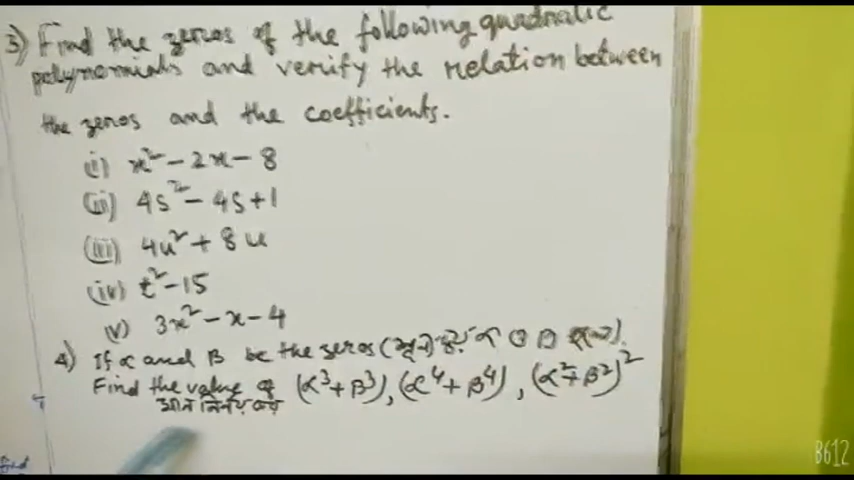 3) Find the zeros of the following quadratic
polynomials and verify the relation between
the zeros and the coefficients.
(i) x² - 2x - 8
(ii) 4s² - 4s + 1
(iii) 4u² + 8u
(iv) t² - 15
(v) 3x² - x - 4
4) If α and β be the zeros
Find the value of (α³ + β³), (α⁴ + β⁴), (α² + β²)²
find
B612